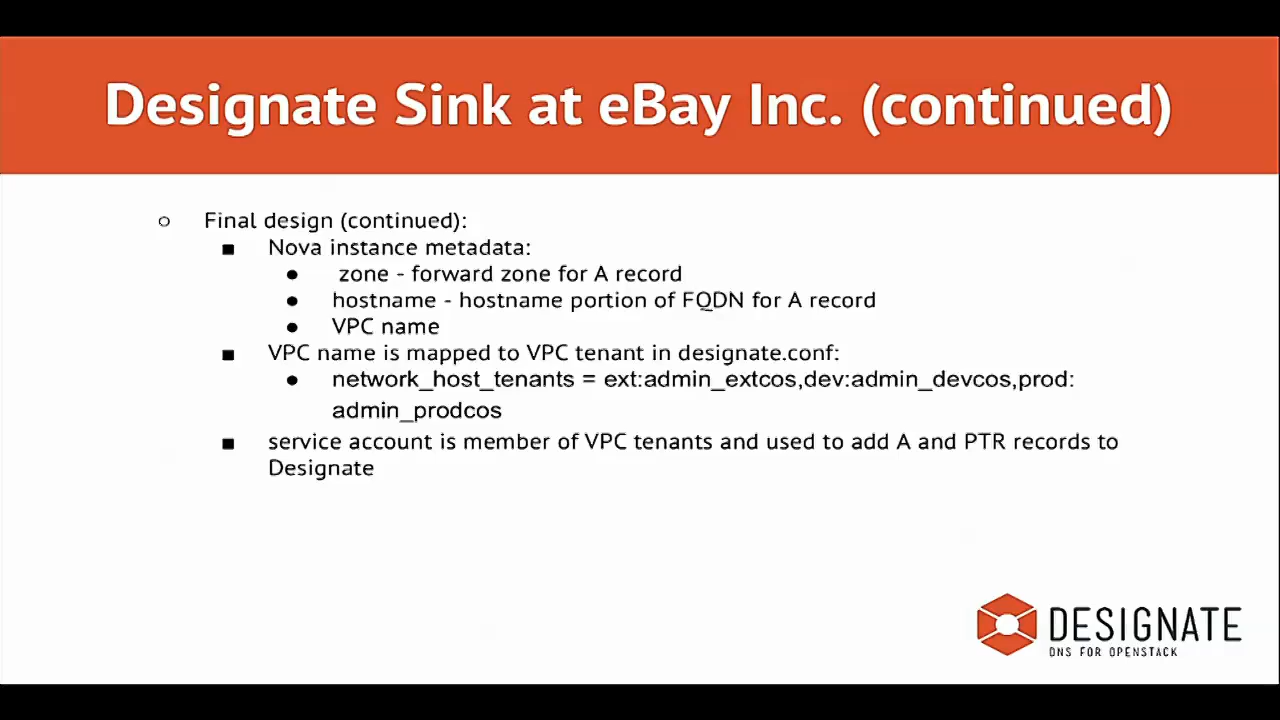 Designate Sink at eBay Inc. (continued)
○ Final design (continued):
■ Nova instance metadata:
● zone - forward zone for A record
● hostname - hostname portion of FQDN for A record
● VPC name
■ VPC name is mapped to VPC tenant in designate.conf:
● network_host_tenants = ext:admin_extcos,dev:admin_devcos,prod:
admin_prodcos
■ service account is member of VPC tenants and used to add A and PTR records to
Designate
DESIGNATE
DNS FOR OPENSTACK